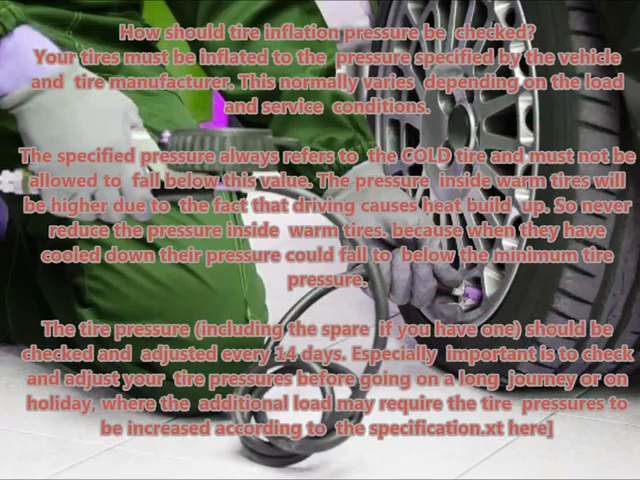 How should tire inflation pressure be checked?
Your tires must be inflated to the pressure specified by the vehicle
and tire manufacturer. This normally varies depending on the load
and service conditions.
The specified pressure always refers to the COLD tire and must not be
allowed to fall below this value. The pressure inside warm tires will
be higher due to the fact that driving causes heat build up. So never
reduce the pressure inside warm tires. because when they have
cooled down their pressure could fall to below the minimum tire
pressure.
The tire pressure (including the spare if you have one) should be
checked and adjusted every 14 days. Especially important is to check
and adjust your tire pressures before going on a long journey or on
holiday, where the additional load may require the tire pressures to
be increased according to the specification.xt here]